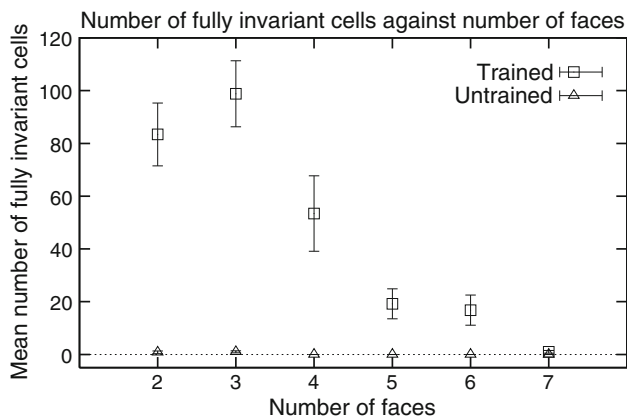 Number of fully invariant cells against number of faces
Mean number of fully invariant cells
120
100
80
60
40
20
0
Trained
Untrained
2 3 4 5 6 7
Number of faces